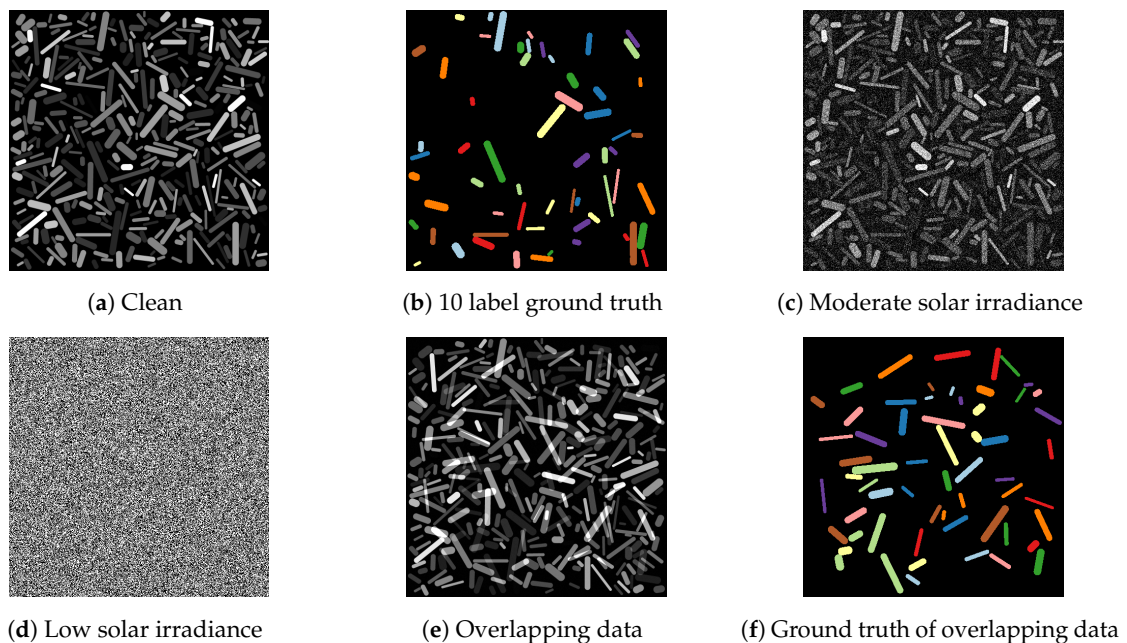 (a) Clean
(b) 10 label ground truth
(c) Moderate solar irradiance
(d) Low solar irradiance
(e) Overlapping data
(f) Ground truth of overlapping data